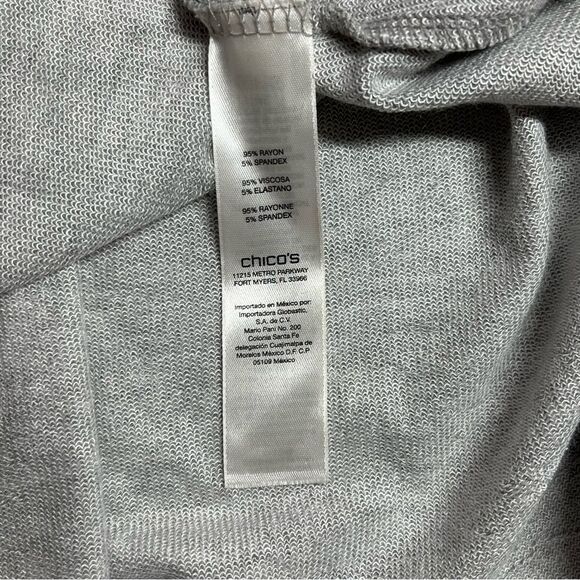 95% RAYON
5% SPANDEX
95% VISCOSA
5% ELASTANO
95% RAYONNE
5% SPANDEX
chico's
11215 METRO PARKWAY
FORT MYERS, FL 33966
Importado en México por:
Importadora Globastic,
S.A. de C.V.
Mario Pani No. 200
Colonia Santa Fe
delegación Cuajimalpa de
Morelos México D.F. C.P
05109 México